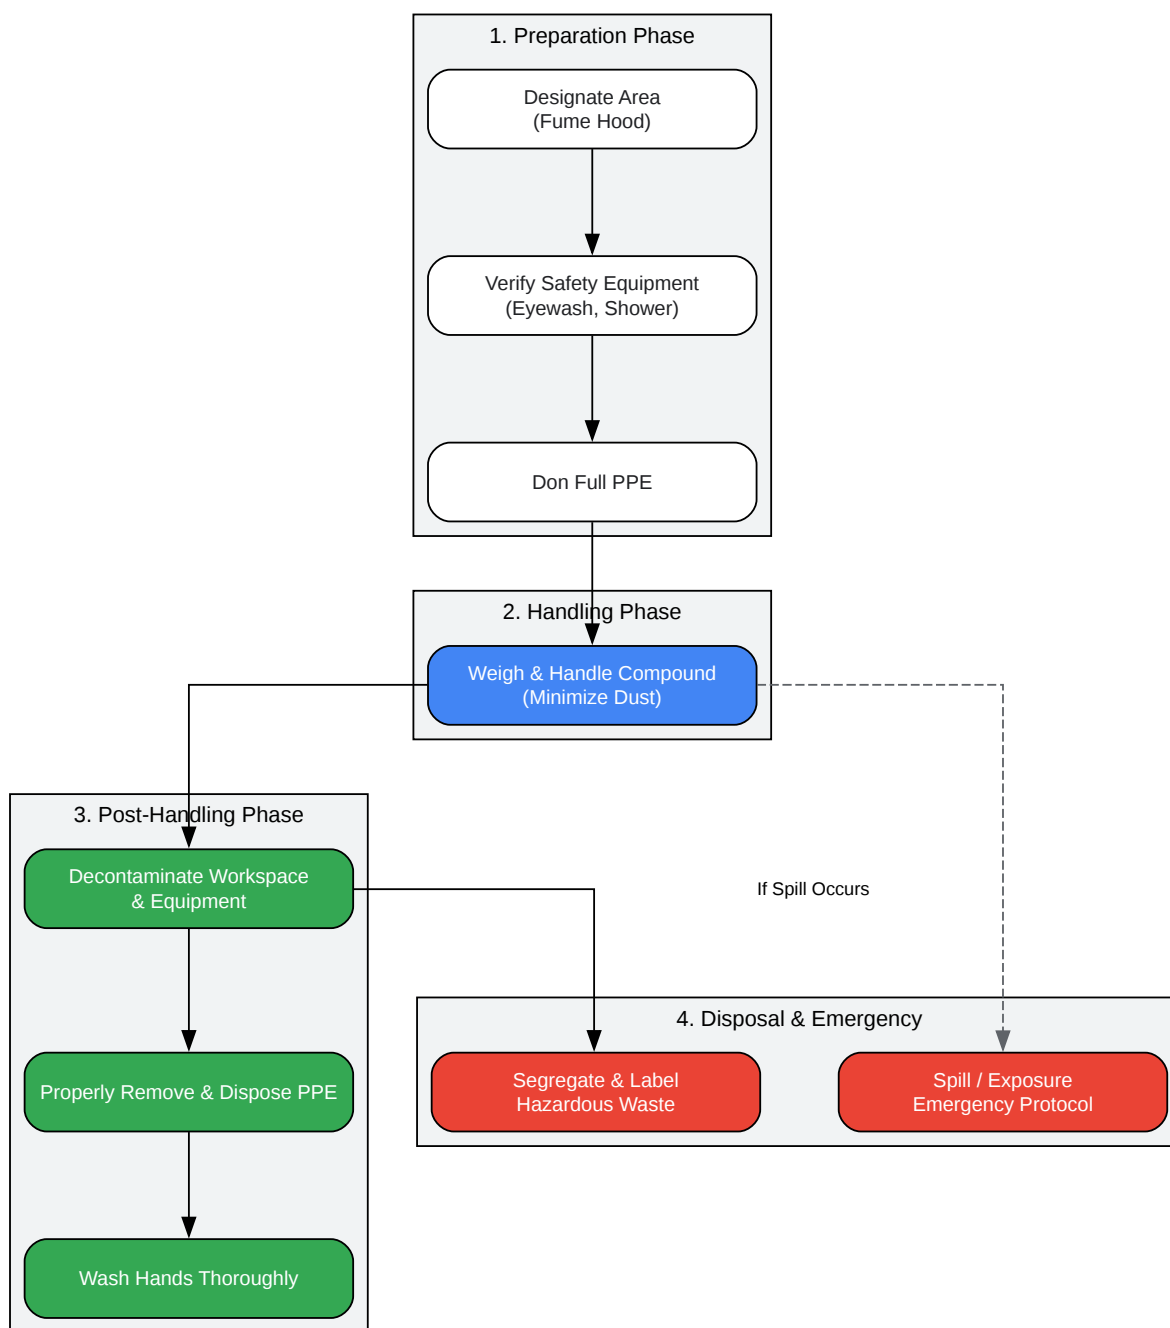 1. Preparation Phase
Designate Area
(Fume Hood)
Verify Safety Equipment
(Eyewash, Shower)
Don Full PPE
2. Handling Phase
Weigh & Handle Compound
(Minimize Dust)
3. Post-Handling Phase
Decontaminate Workspace
& Equipment
If Spill Occurs
4. Disposal & Emergency
Properly Remove & Dispose PPE
Segregate & Label
Hazardous Waste
Spill / Exposure
Emergency Protocol
Wash Hands Thoroughly